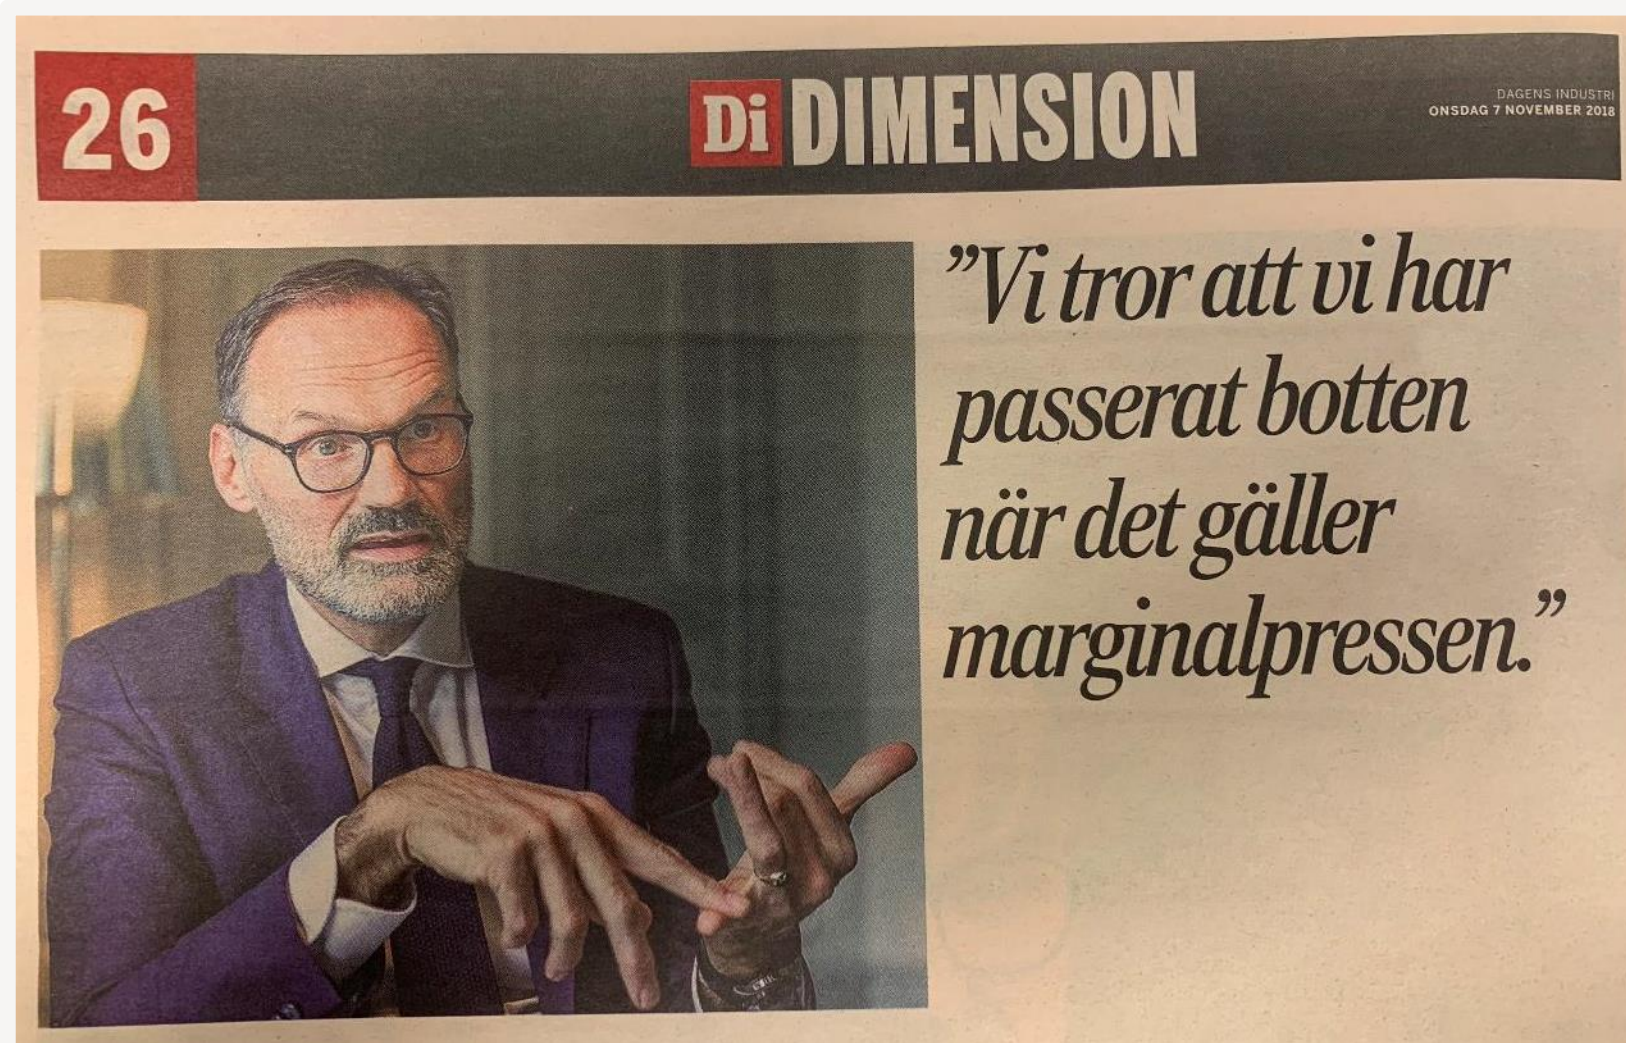 26
Di DIMENSION
DAGENS INDUSTRI
ONSDAG 7 NOVEMBER 2018
”Vi tror att vi har
passerat botten
när det gäller
marginalpressen.”